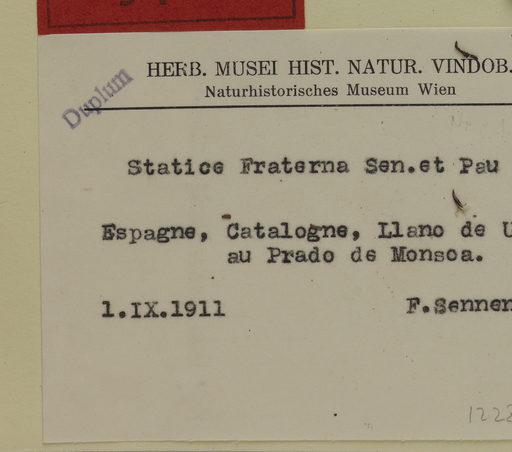 HERB. MUSEI HIST. NATUR. VINDOB.
Naturhistorisches Museum Wien
Duplum
Statice Fraterna Sen.et Pau
Espagne, Catalogne, Llano de U
au Prado de Monsoa.
1.IX.1911 F.Sennen
1228